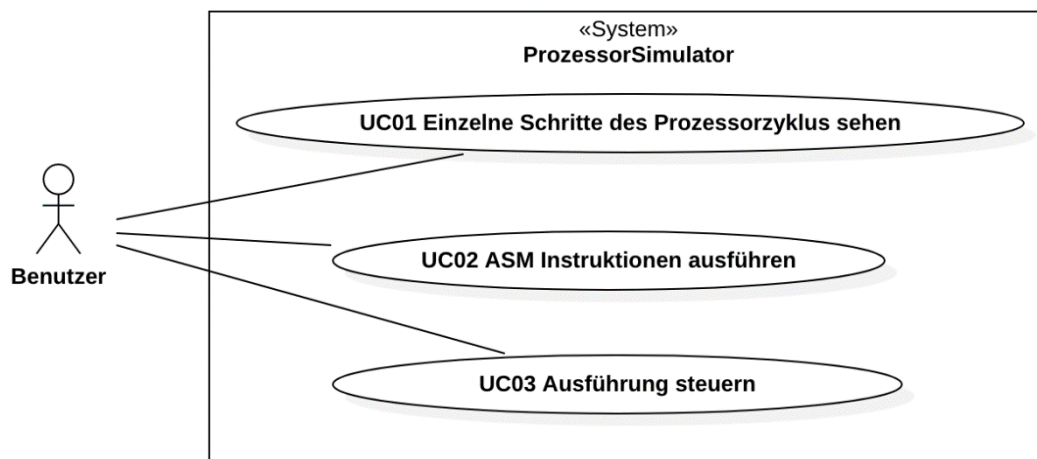 «System»
ProzessorSimulator
UC01 Einzelne Schritte des Prozessorzyklus sehen
UC02 ASM Instruktionen ausführen
Benutzer
UC03 Ausführung steuern